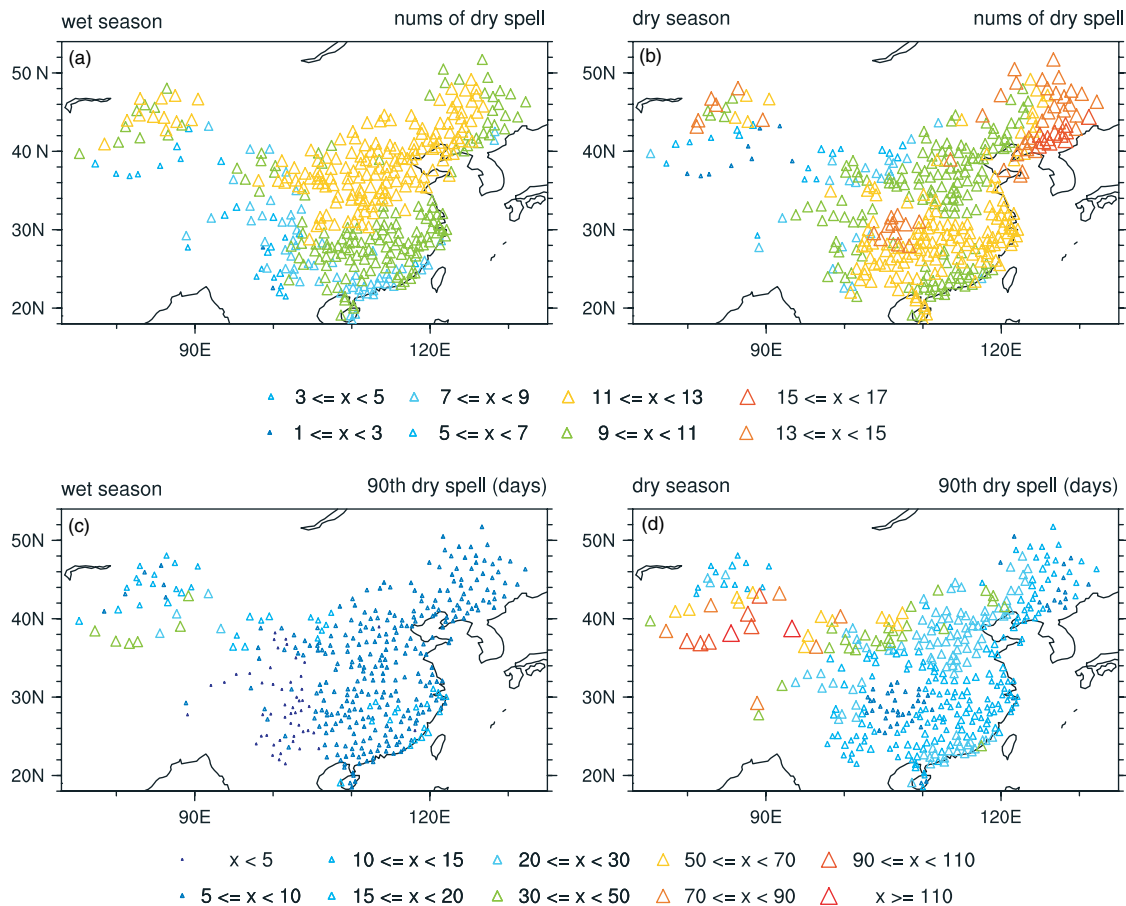 wet season nums of dry spell dry season nums of dry spell
(a) (b)
50 N 50N
40 N 40N
30N 30N
20N 20N
90E 120E 90E 120E
3 <= x < 5 7 <= x < 9 11 <= x < 13 15 <= x < 17
1 <= x < 3 5 <= x < 7 9 <= x < 11 13 <= x < 15
wet season 90th dry spell (days) dry season 90th dry spell (days)
(c) (d)
50N 50N
40N 40N
30N 30N
20N 20N
90E 120E 90E 120E
x < 5 10 <= x < 15 20 <= x < 30 50 <= x < 70 90 <= x < 110
5 <= x < 10 15 <= x < 20 30 <= x < 50 70 <= x < 90 x >= 110